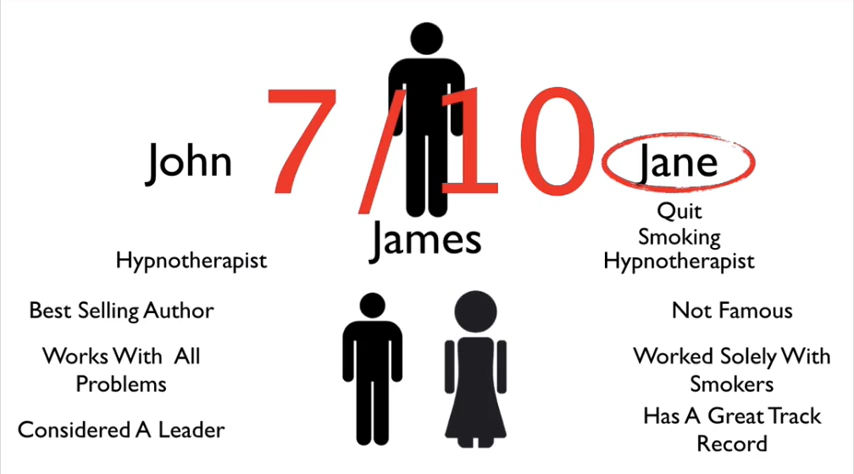 7/10
John
Jane
James
Hypnotherapist
Best Selling Author
Works With All
Problems
Considered A Leader
Quit
Smoking
Hypnotherapist
Not Famous
Worked Solely With
Smokers
Has A Great Track
Record